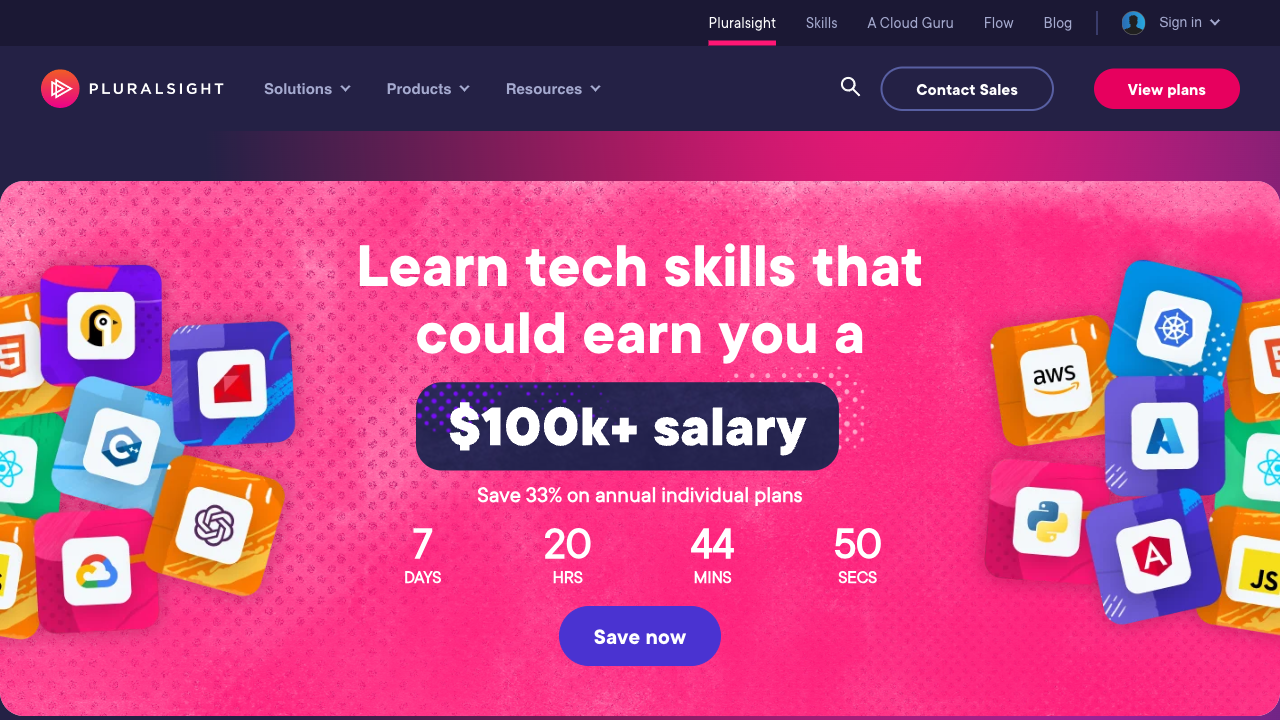 Pluralsight Skills A Cloud Guru Flow Blog Sign in
PLURALSIGHT Solutions Products Resources Contact Sales View plans
Learn tech skills that
could earn you a
$100k+ salary
Save 33% on annual individual plans
7 20 44 50
DAYS HRS MINS SECS
Save now
aws
JS